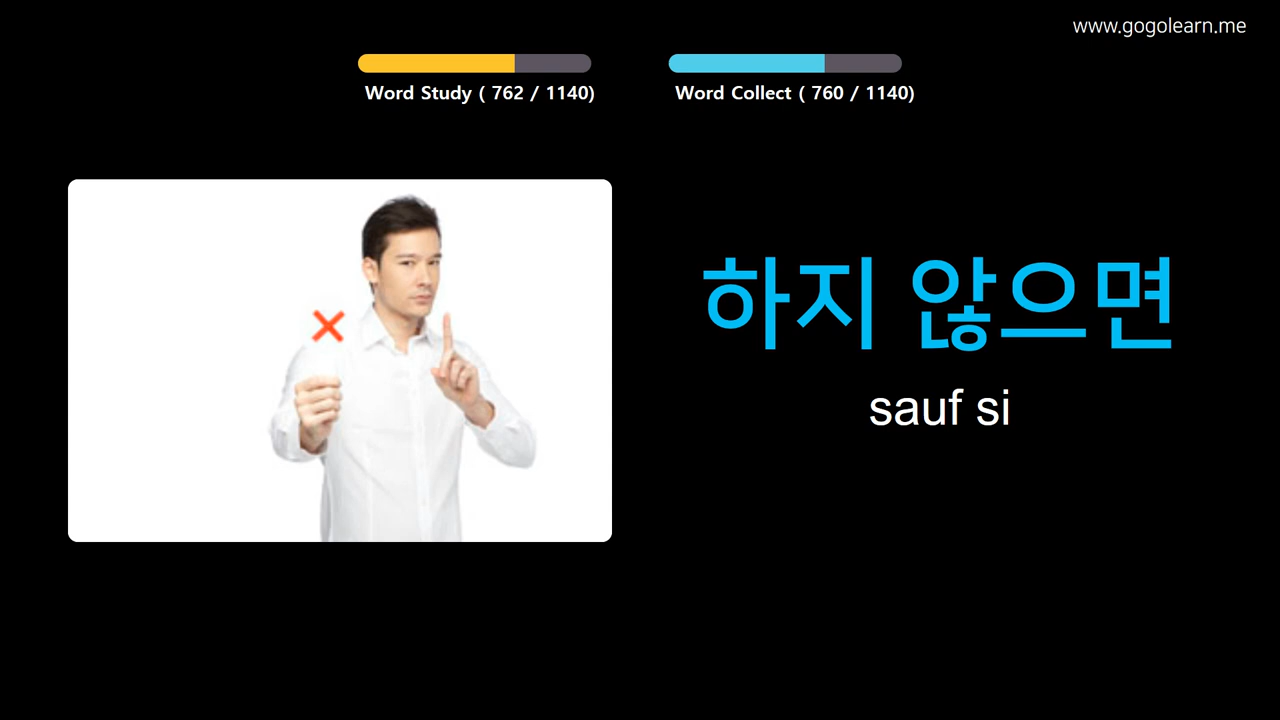 www.gogolearn.me
Word Study ( 762 / 1140)
Word Collect ( 760 / 1140)
하지 않으면
sauf si